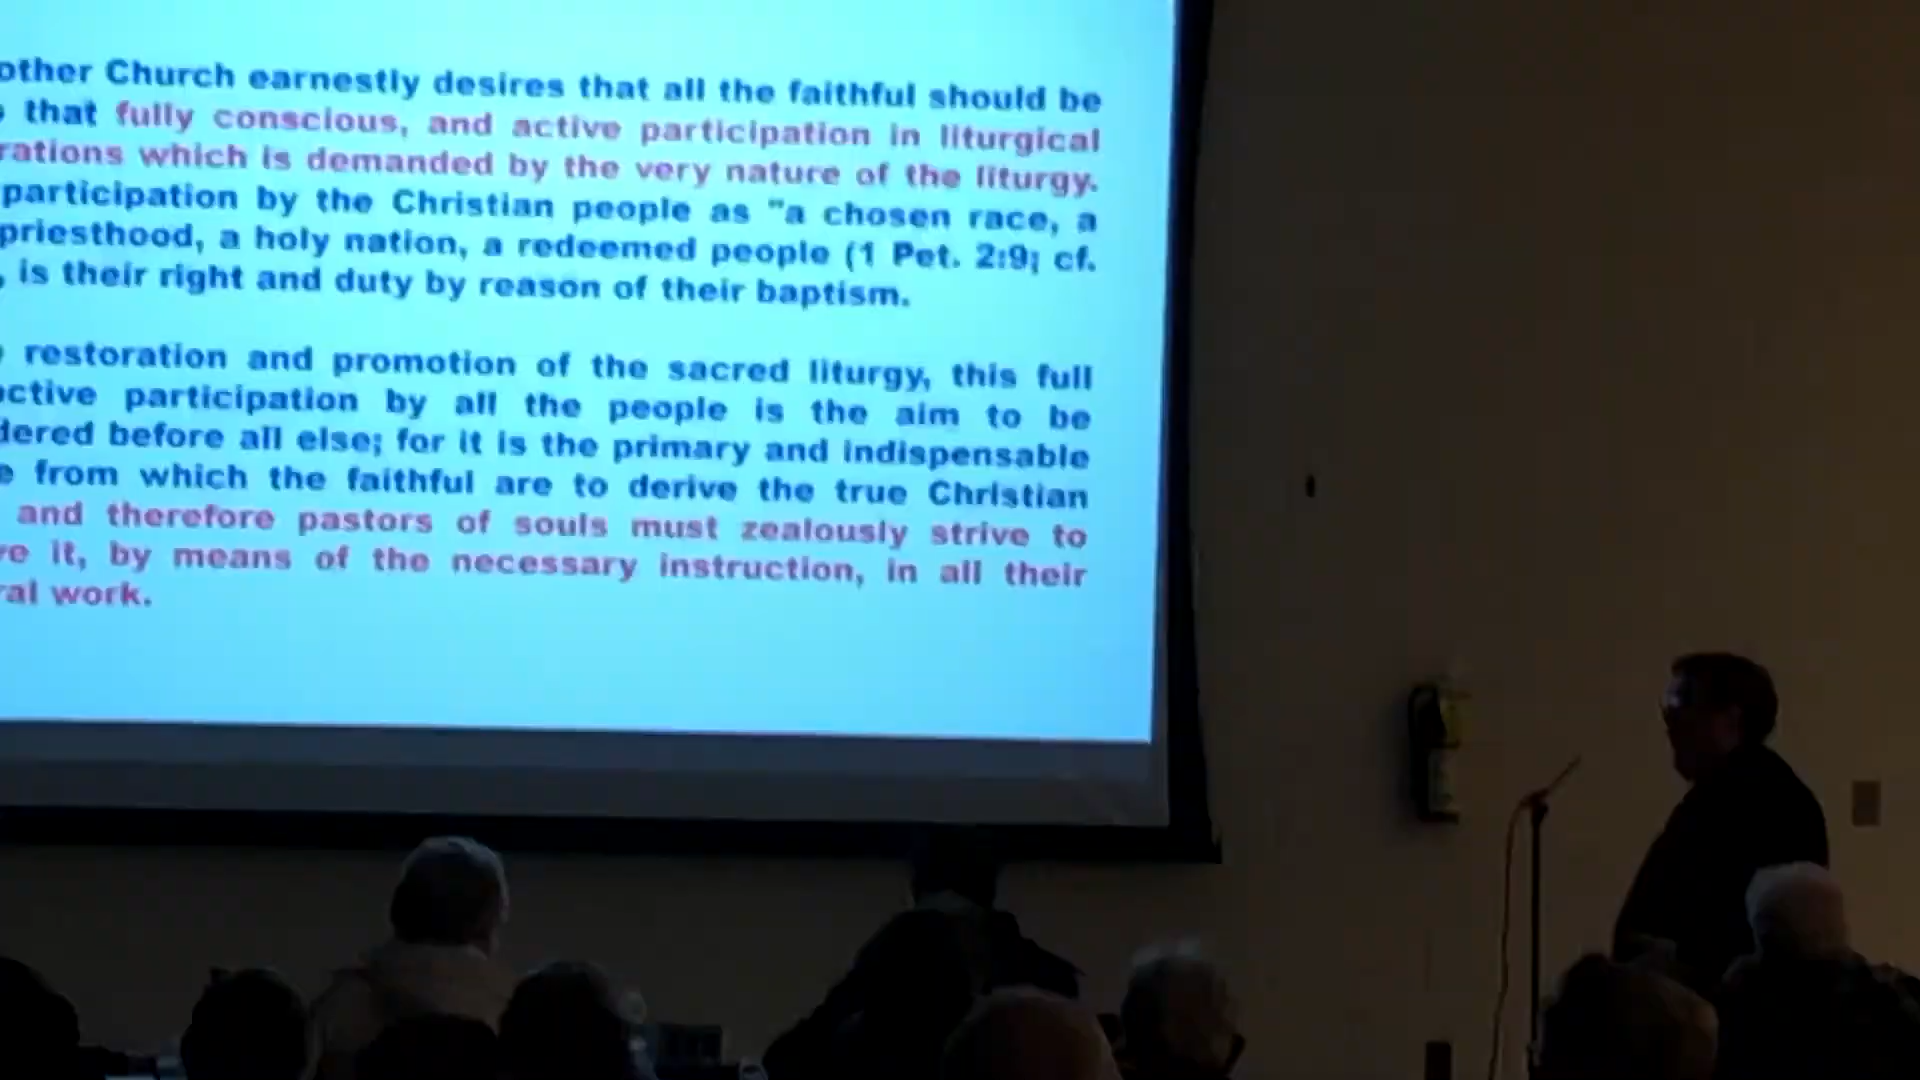 other Church earnestly desires that all the faithful should be
that fully conscious, and active participation in liturgical
rations which is demanded by the very nature of the liturgy.
participation by the Christian people as "a chosen race, a
priesthood, a holy nation, a redeemed people (1 Pet. 2:9; cf.
, is their right and duty by reason of their baptism.
restoration and promotion of the sacred liturgy, this full
active participation by all the people is the aim to be
dered before all else; for it is the primary and indispensable
e from which the faithful are to derive the true Christian
and therefore pastors of souls must zealously strive to
ve it, by means of the necessary instruction, in all their
ral work.